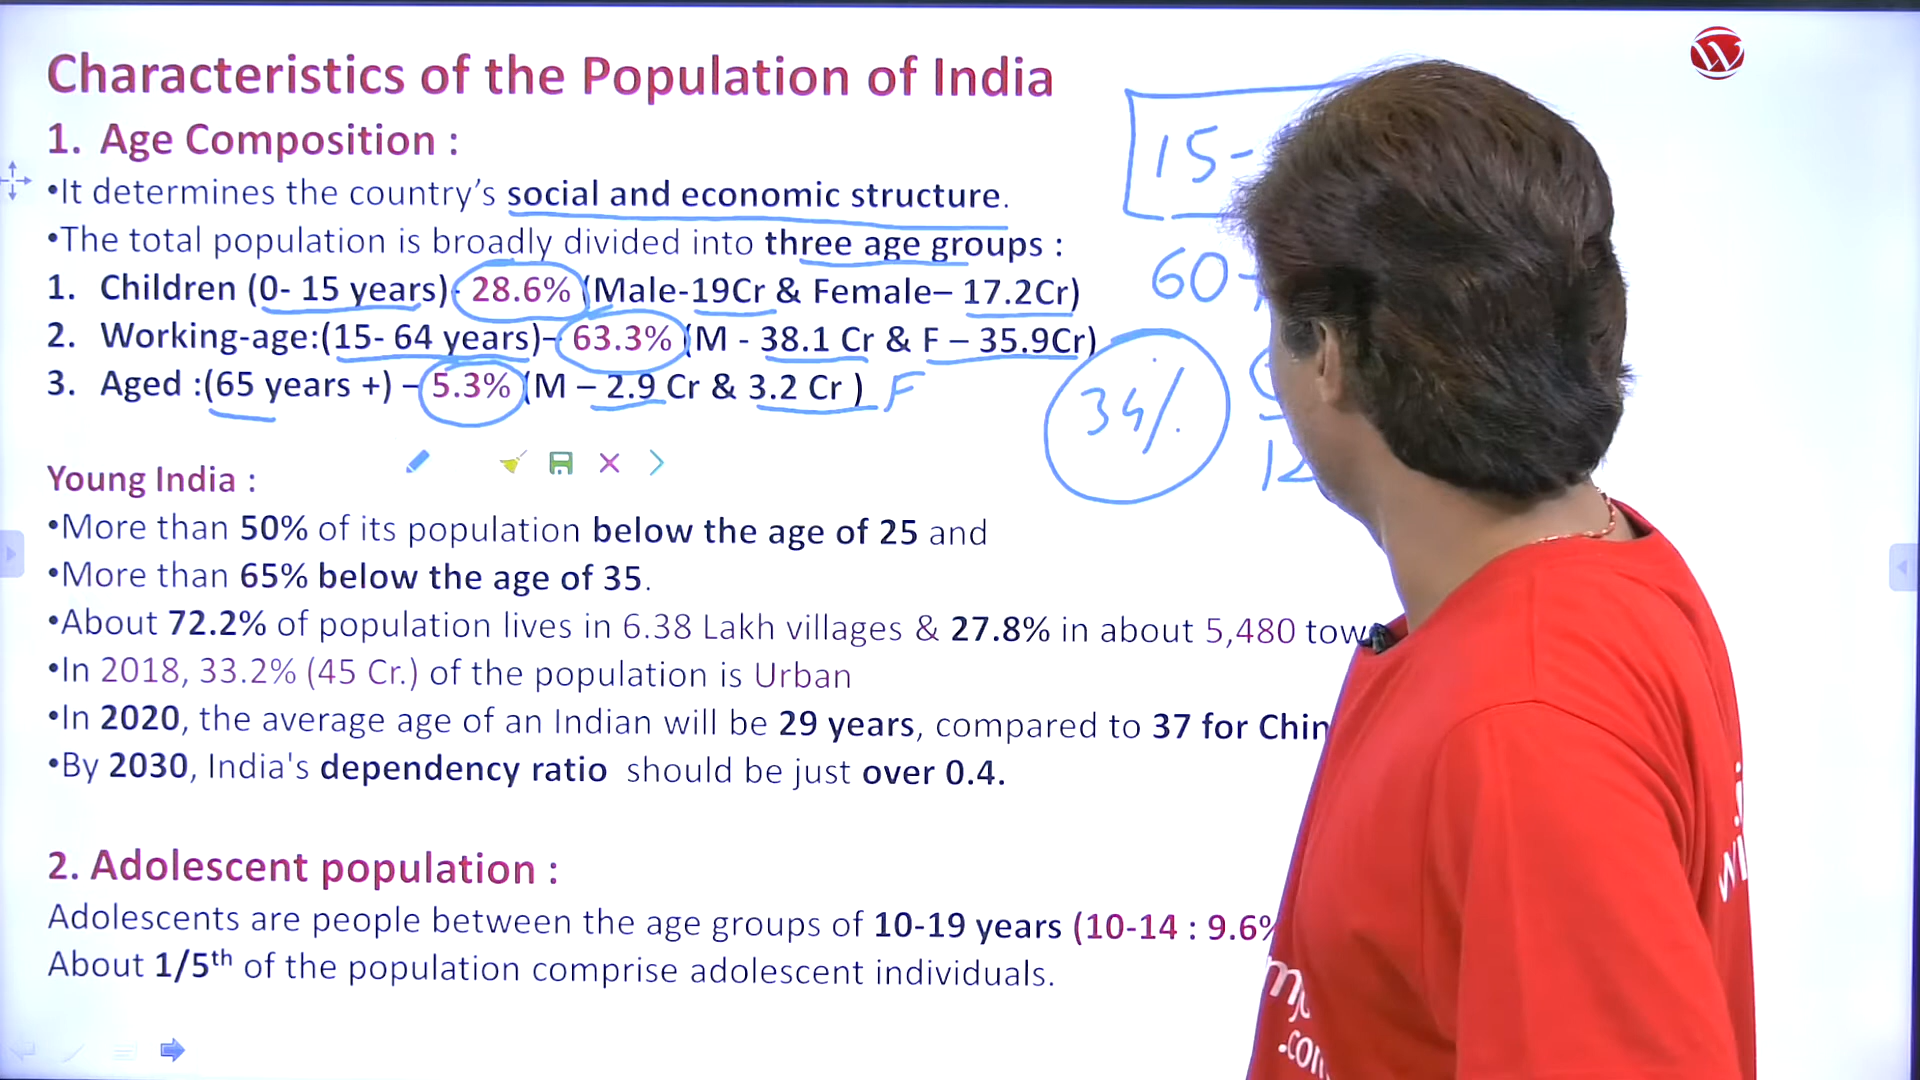 Characteristics of the Population of India
1. Age Composition :
•It determines the country's social and economic structure.
•The total population is broadly divided into three age groups :
1. Children (0- 15 years)- 28.6% (Male-19Cr & Female– 17.2Cr)
2. Working-age:(15- 64 years)– 63.3% (M - 38.1 Cr & F – 35.9Cr)
3. Aged :(65 years +) – 5.3% (M – 2.9 Cr & 3.2 Cr ) F
15-
60
34%
12
Young India :
•More than 50% of its population below the age of 25 and
•More than 65% below the age of 35.
•About 72.2% of population lives in 6.38 Lakh villages & 27.8% in about 5,480
•In 2018, 33.2% (45 Cr.) of the population is Urban
•In 2020, the average age of an Indian will be 29 years, compared to 37 for
•By 2030, India's dependency ratio should be just over 0.4.
2. Adolescent population :
Adolescents are people between the age groups of 10-19 years (10-14 : 9.6%
About 1/5th of the population comprise adolescent individuals.
W
.com